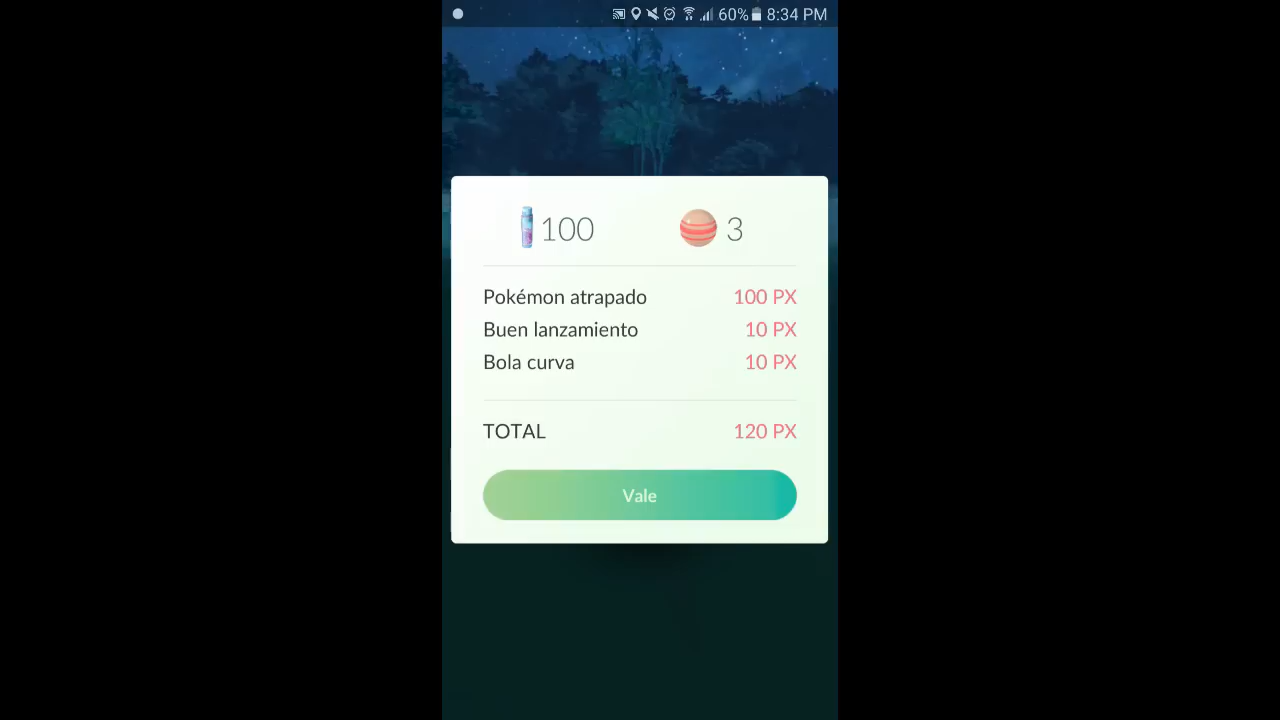 60% 8:34 PM
100 3
Pokémon atrapado 100 PX
Buen lanzamiento 10 PX
Bola curva 10 PX
TOTAL 120 PX
Vale